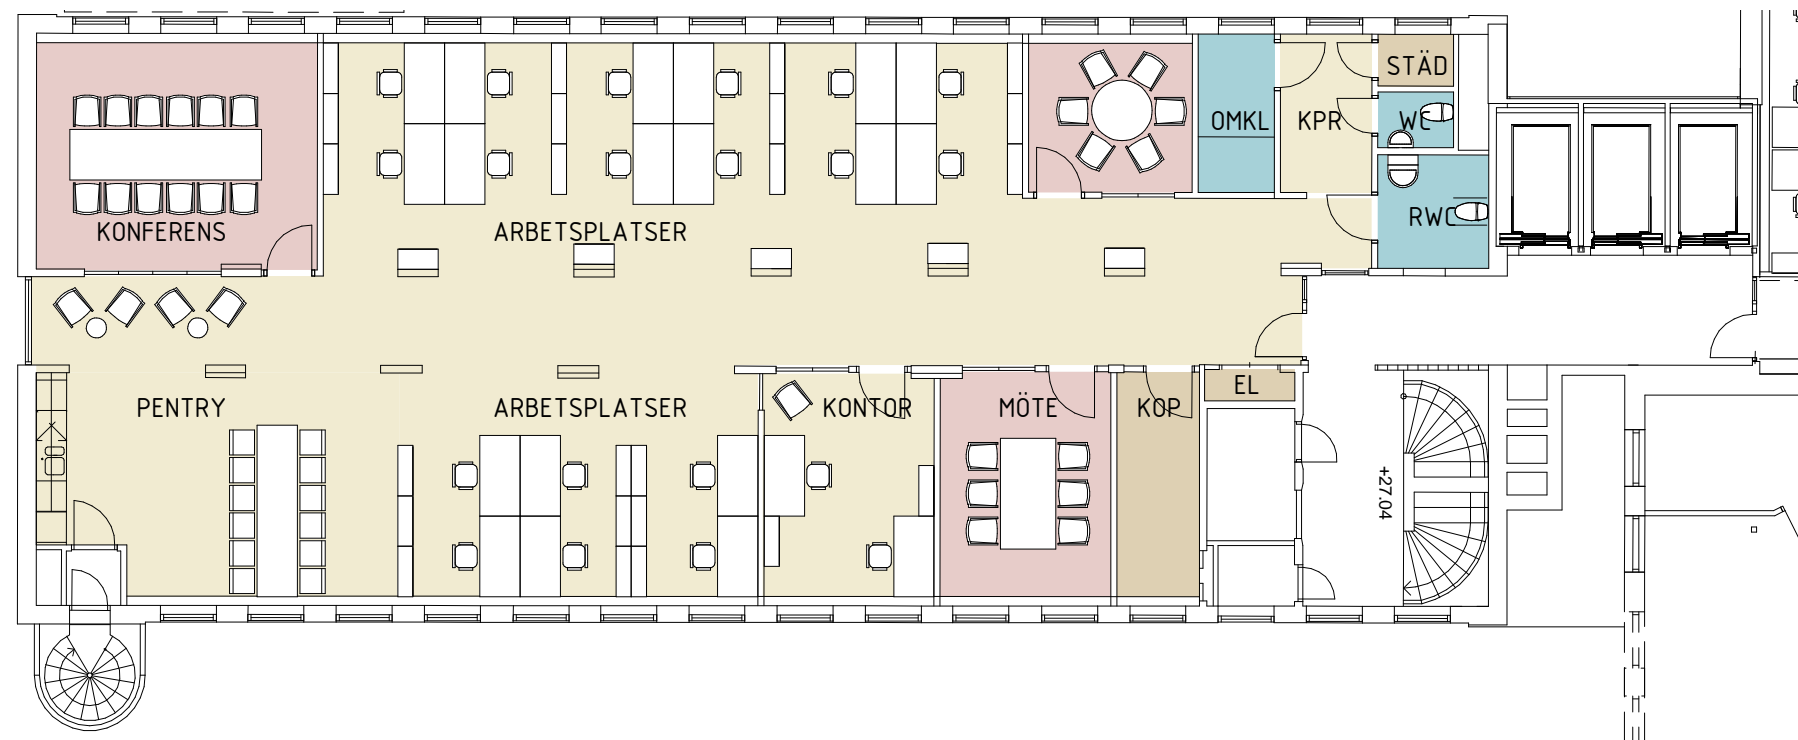 STÄD
OMKL
KPR
WC
KONFERENS
ARBETSPLATSER
RWC
PENTRY
ARBETSPLATSER
KONTOR
MÖTE
KOP
EL
+27.04